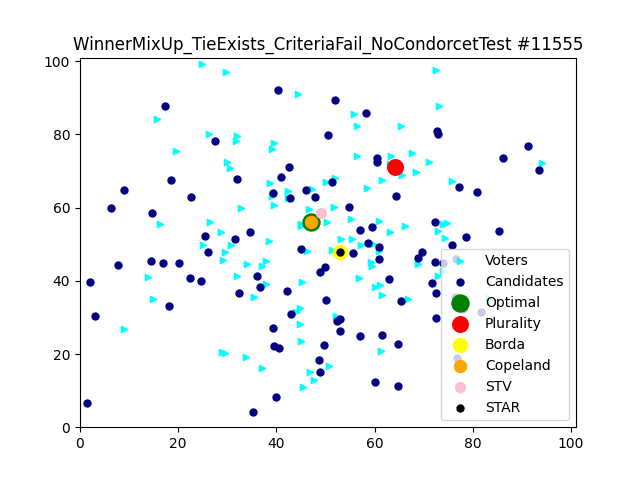 WinnerMixUp_TieExists_CriteriaFail_NoCondorcetTest #11555
100
80
60
40
20
0
0 20 40 60 80 100
Voters
Candidates
Optimal
Plurality
Borda
Copeland
STV
STAR